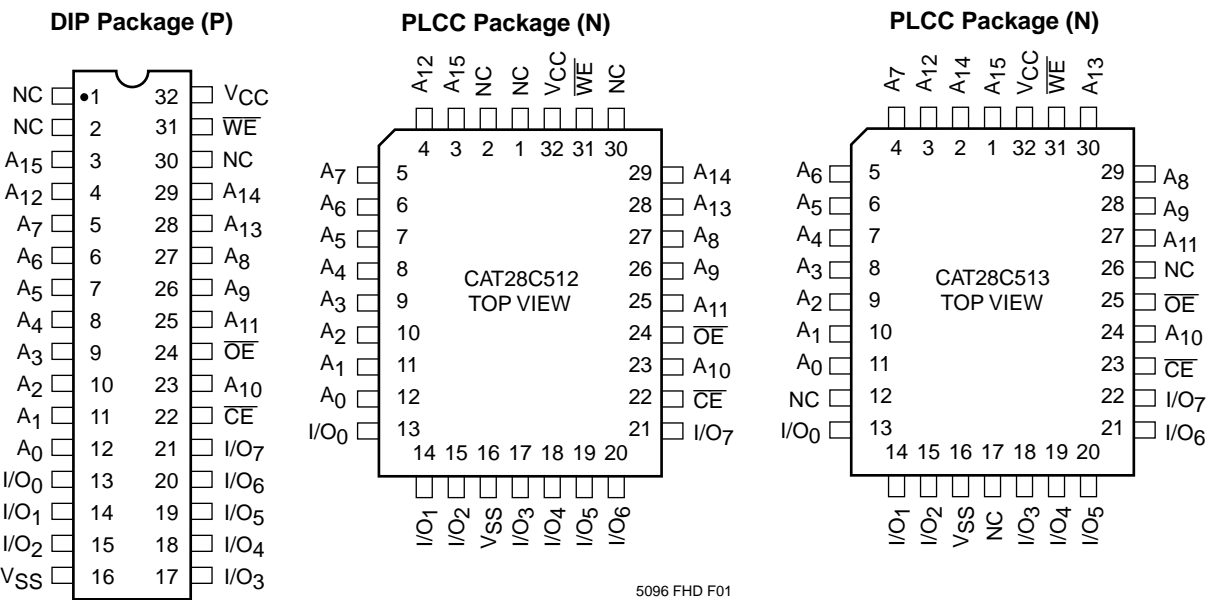 DIP Package (P)
NC 1 32 VCC
NC 2 31 WE
A15 3 30 NC
A12 4 29 A14
A7 5 28 A13
A6 6 27 A8
A5 7 26 A9
A4 8 25 A11
A3 9 24 OE
A2 10 23 A10
A1 11 22 CE
A0 12 21 I/O7
I/O0 13 20 I/O6
I/O1 14 19 I/O5
I/O2 15 18 I/O4
VSS 16 17 I/O3
PLCC Package (N)
A12 A15 NC NC VCC WE NC
4 3 2 1 32 31 30
A7 5 29 A14
A6 6 28 A13
A5 7 27 A8
A4 8 26 A9
CAT28C512
TOP VIEW
A3 9 25 A11
A2 10 24 OE
A1 11 23 A10
A0 12 22 CE
I/O0 13 21 I/O7
14 15 16 17 18 19 20
I/O1 I/O2 VSS I/O3 I/O4 I/O5 I/O6
PLCC Package (N)
A7 A12 A14 A15 VCC WE A13
4 3 2 1 32 31 30
A6 5 29 A8
A5 6 28 A9
A4 7 27 A11
A3 8 26 NC
CAT28C513
TOP VIEW
A2 9 25 OE
A1 10 24 A10
A0 11 23 CE
NC 12 22 I/O7
I/O0 13 21 I/O6
14 15 16 17 18 19 20
I/O1 I/O2 VSS NC I/O3 I/O4 I/O5
5096 FHD F01